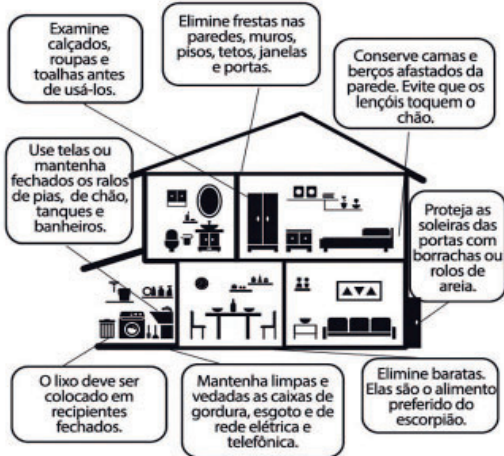 Examine
calçados,
roupas e
toalhas antes
de usá-los.
Elimine frestas nas
paredes, muros,
pisos, tetos, janelas
e portas.
Conserve camas e
berços afastados da
parede. Evite que os
lençóis toquem o
chão.
Use telas ou
mantenha
fechados os ralos
de pias, de chão,
tanques e
banheiros.
Proteja as
soleiras das
portas com
borrachas ou
rolos de
areia.
O lixo deve ser
colocado em
recipientes
fechados.
Mantenha limpas e
vedadas as caixas de
gordura, esgoto e de
rede elétrica e
telefônica.
Elimine baratas.
Elas são o alimento
preferido do
escorpião.